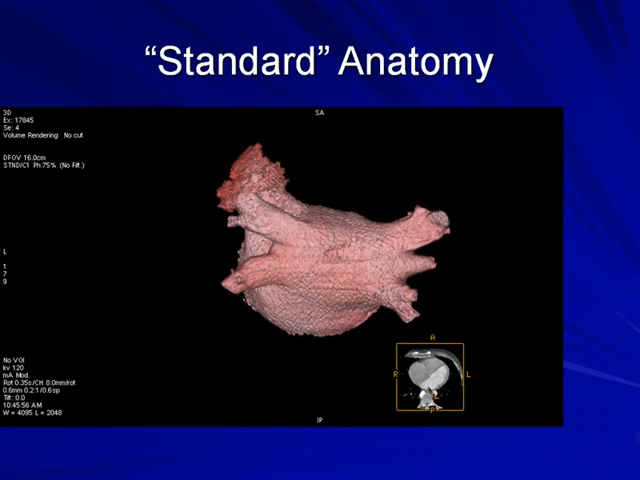 “Standard” Anatomy
3D
Ex: 17845
Se: 4
Volume Rendering No cut
DFOV 16.0cm
STND/C1 Ph:75% (No Filt.)
SA
L
1
7
9
No VOI
kv 120
mA Mod.
Rot 0.35s/CH 8.0mm/rot
0.6mm 0.2:1/0.6sp
Tilt: 0.0
10:45:56 AM
W = 4095 L = 2048
IP
A
R
L
P